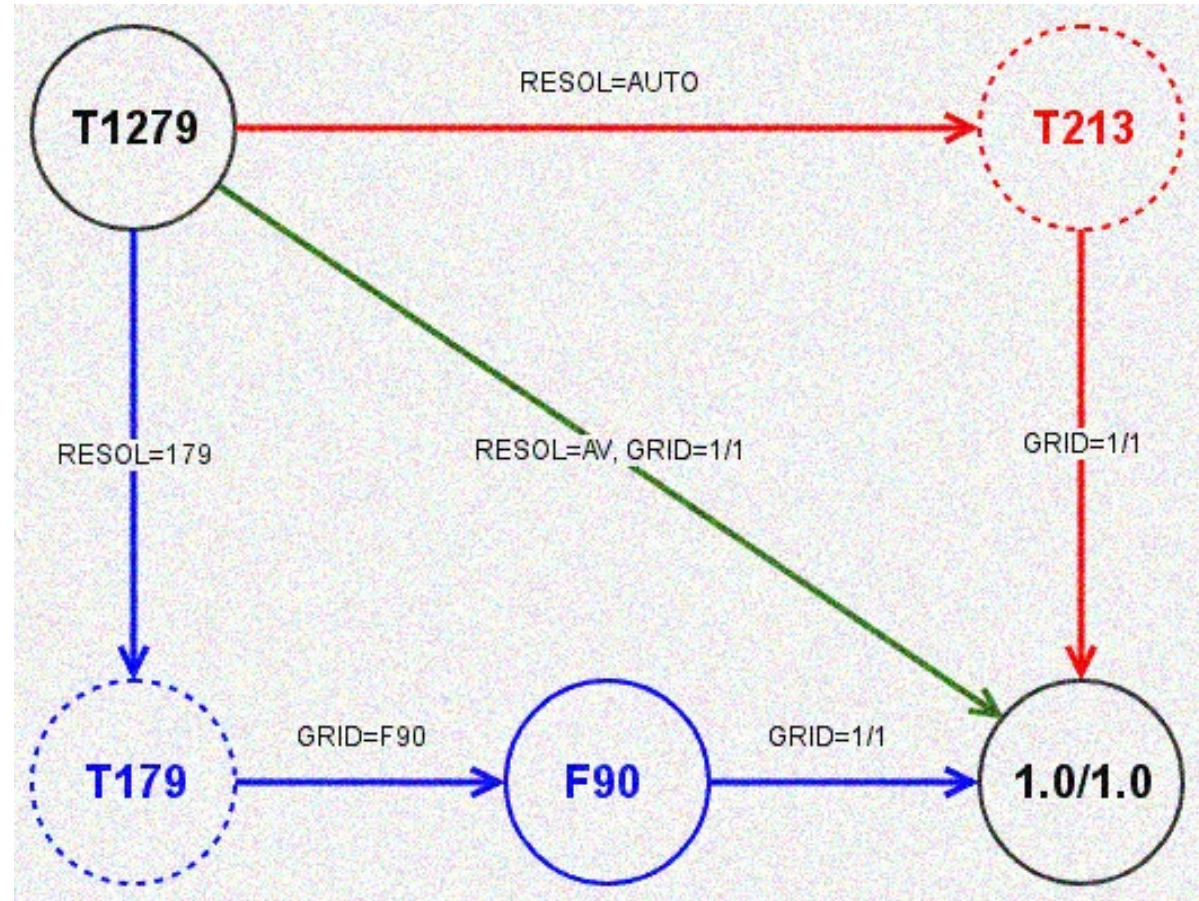 RESOL=AUTO
T1279
T213
RESOL=179
RESOL=AV, GRID=1/1
GRID=1/1
GRID=F90
GRID=1/1
T179
F90
1.0/1.0